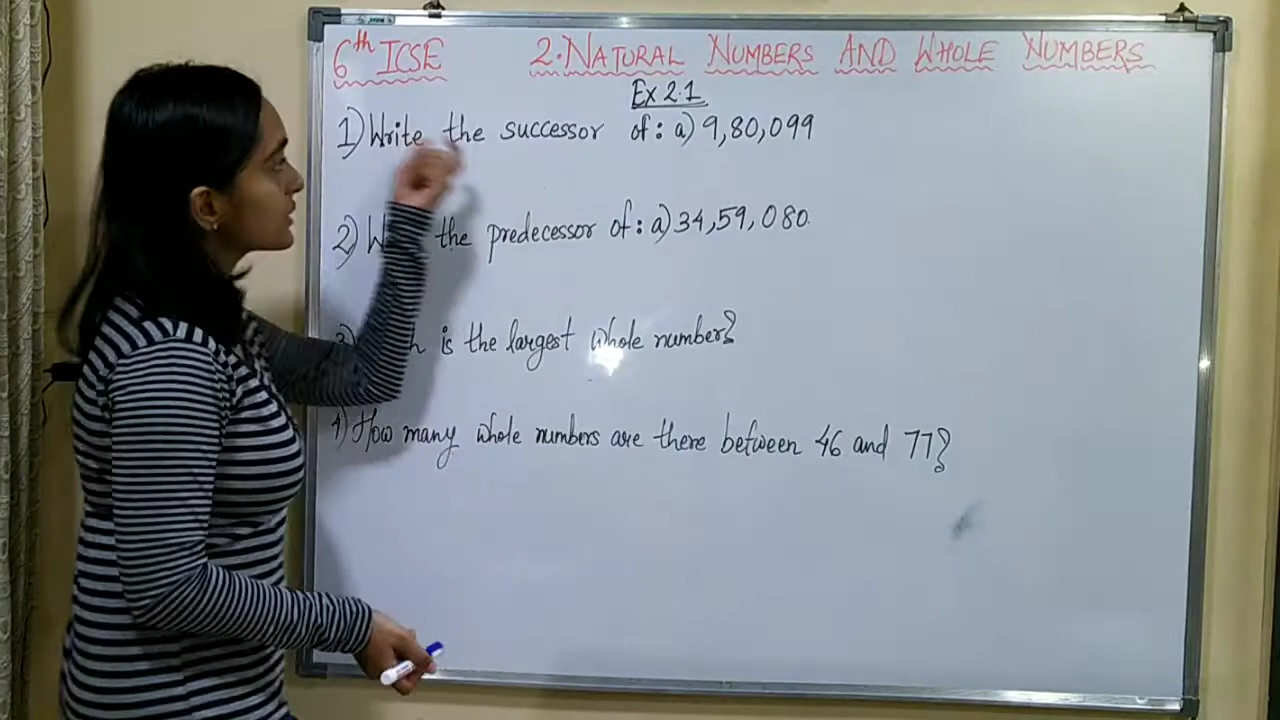 6th ICSE 2.NATURAL NUMBERS AND WHOLE NUMBERS
Ex 2.1
1) Write the successor of: a) 9,80,099
2) the predecessor of: a) 34,59,080.
3) is the largest whole number?
4) How many whole numbers are there between 46 and 77?